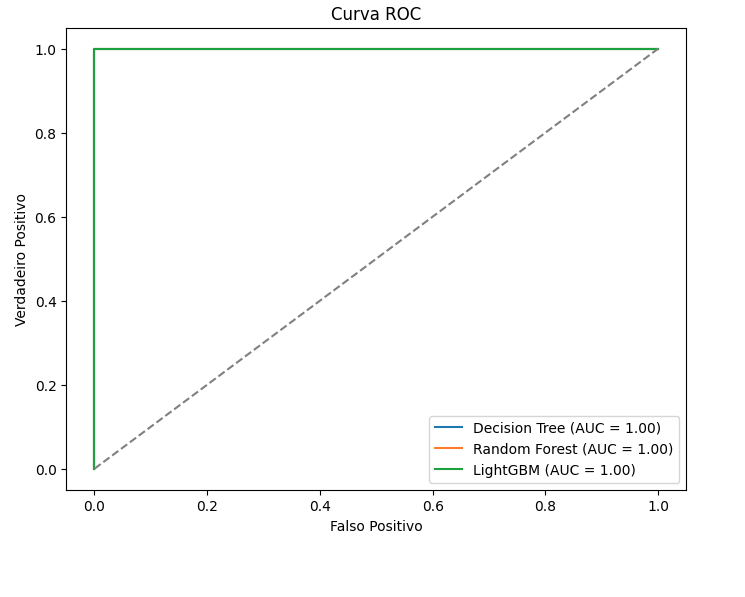 Curva ROC
1.0
0.8
0.6
0.4
0.2
0.0
Verdadeiro Positivo
Decision Tree (AUC = 1.00)
Random Forest (AUC = 1.00)
LightGBM (AUC = 1.00)
0.0 0.2 0.4 0.6 0.8 1.0
Falso Positivo